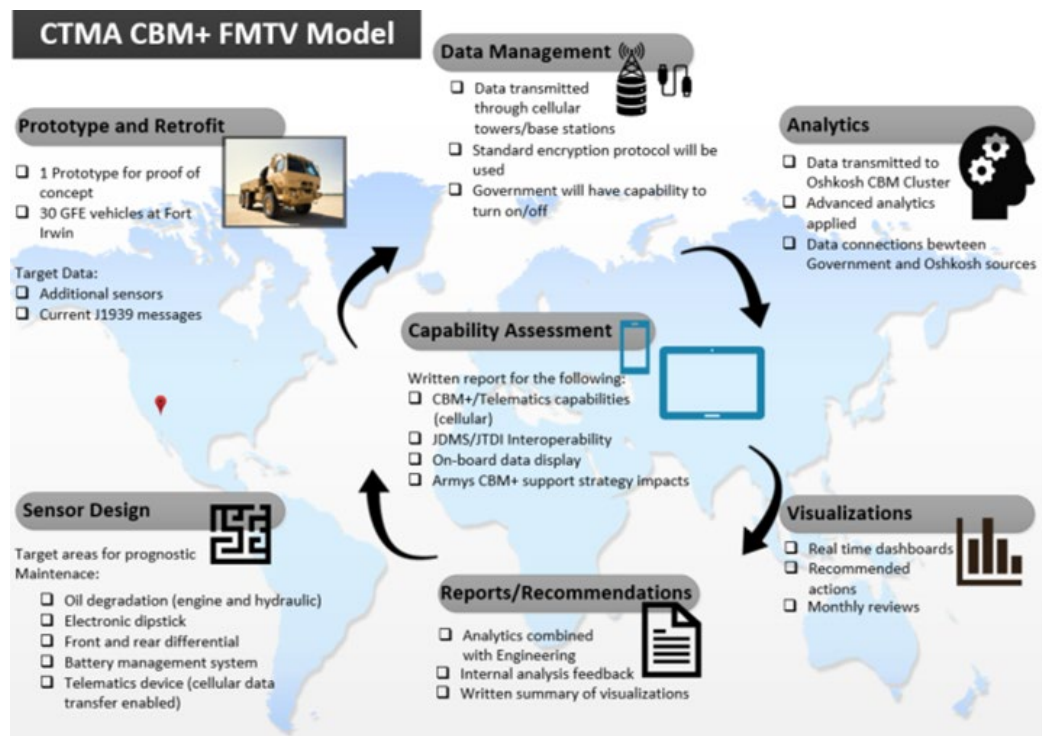 CTMA CBM+ FMTV Model
Prototype and Retrofit
❑ 1 Prototype for proof of
concept
❑ 30 GFE vehicles at Fort
Irwin
Target Data:
❑ Additional sensors
❑ Current J1939 messages
Data Management
❑ Data transmitted
through cellular
towers/base stations
❑ Standard encryption protocol will be
used
❑ Government will have capability to
turn on/off
Analytics
❑ Data transmitted to
Oshkosh CBM Cluster
❑ Advanced analytics
applied
❑ Data connections bewteen
Government and Oshkosh sources
Capability Assessment
Written report for the following:
❑ CBM+/Telematics capabilities
(cellular)
❑ JDMS/JTDI Interoperability
❑ On-board data display
❑ Armys CBM+ support strategy impacts
Sensor Design
Target areas for prognostic
Maintenace:
❑ Oil degradation (engine and hydraulic)
❑ Electronic dipstick
❑ Front and rear differential
❑ Battery management system
❑ Telematics device (cellular data
transfer enabled)
Reports/Recommendations
❑ Analytics combined
with Engineering
❑ Internal analysis feedback
❑ Written summary of visualizations
Visualizations
❑ Real time dashboards
❑ Recommended
actions
❑ Monthly reviews